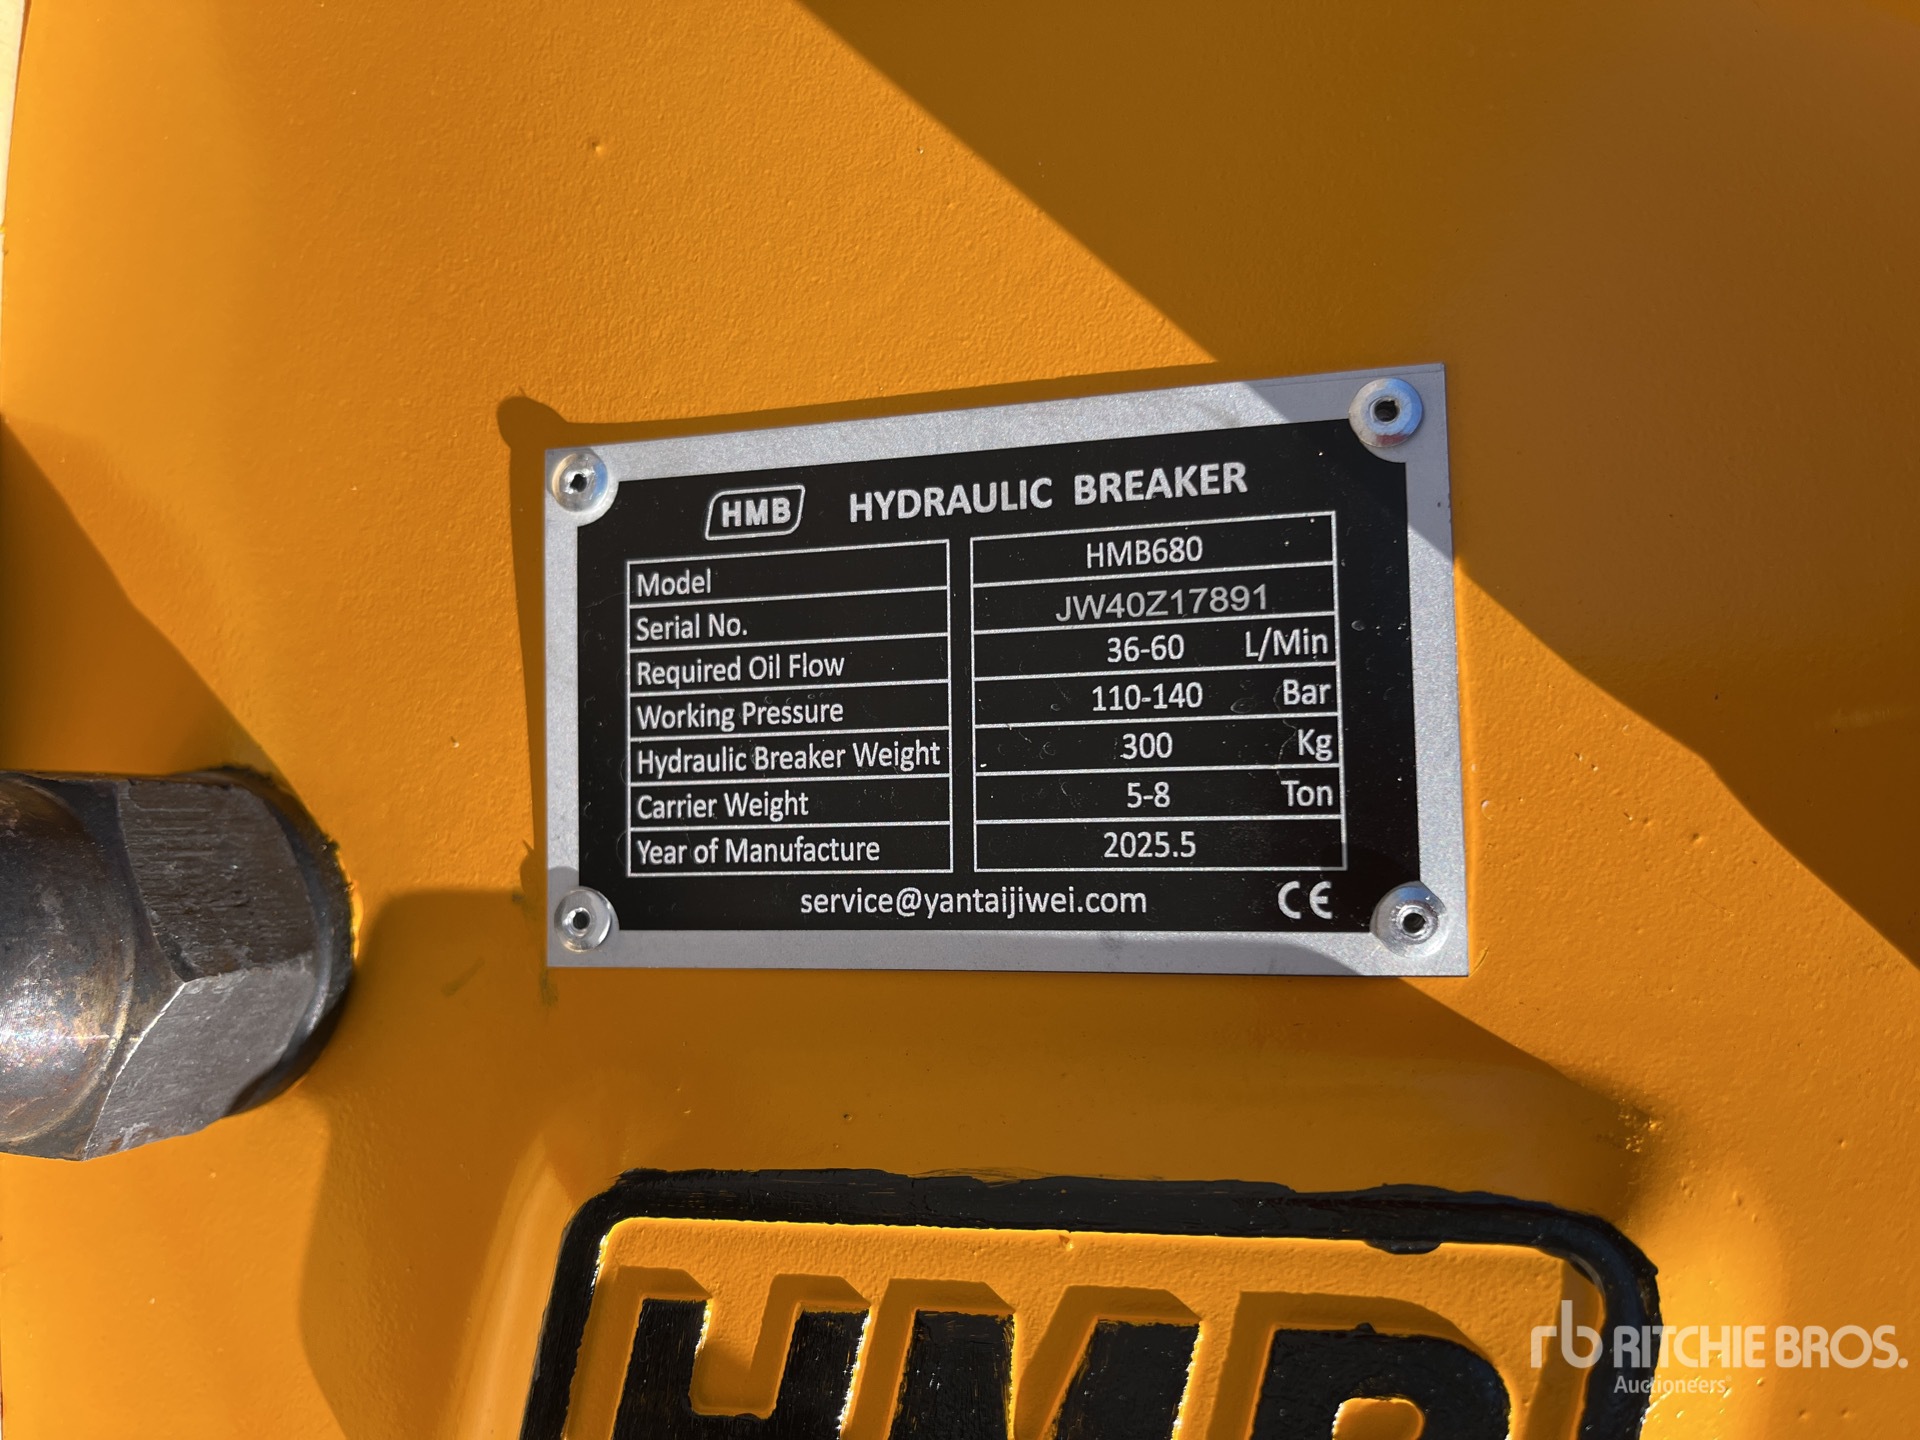 HMB HYDRAULIC BREAKER
Model HMB680
Serial No. JW40Z17891
Required Oil Flow 36-60 L/Min
Working Pressure 110-140 Bar
Hydraulic Breaker Weight 300 Kg
Carrier Weight 5-8 Ton
Year of Manufacture 2025.5
service@yantaijiwei.com CE
HMB
rb RITCHIE BROS.
Auctioneers